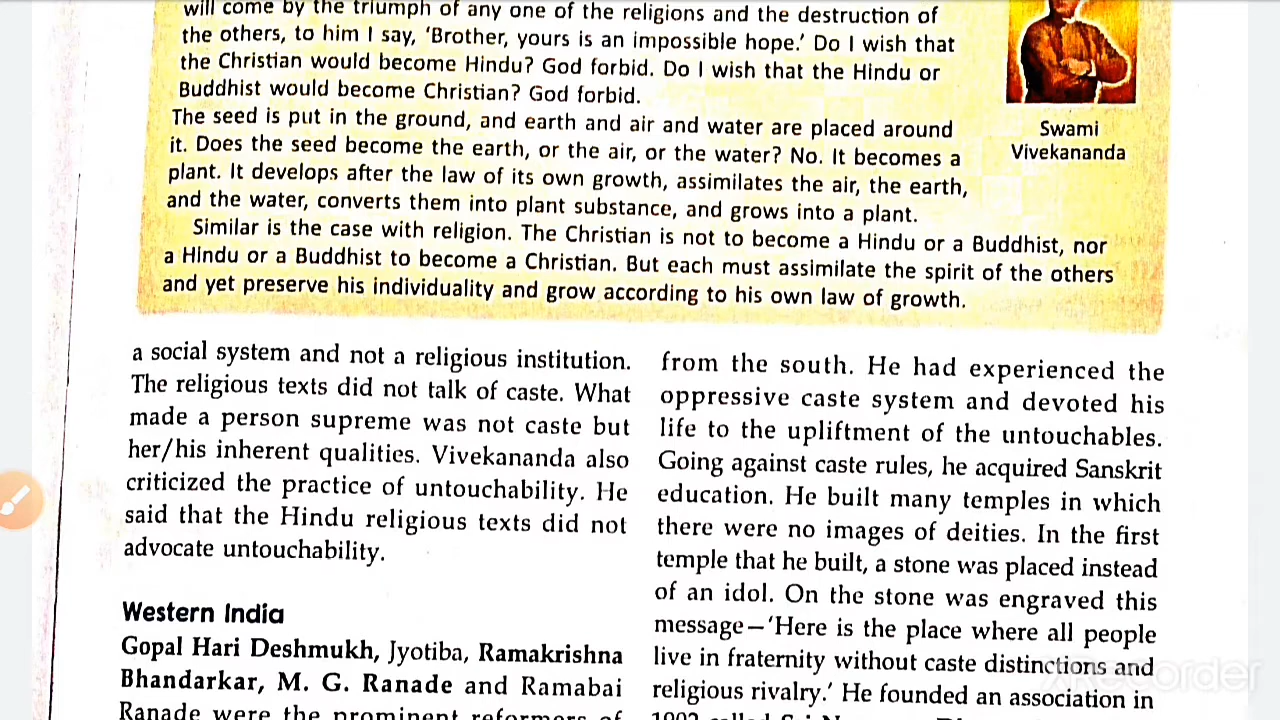 will come by the triumph of any one of the religions and the destruction of
the others, to him I say, ‘Brother, yours is an impossible hope.’ Do I wish that
the Christian would become Hindu? God forbid. Do I wish that the Hindu or
Buddhist would become Christian? God forbid.
The seed is put in the ground, and earth and air and water are placed around
it. Does the seed become the earth, or the air, or the water? No. It becomes a
plant. It develops after the law of its own growth, assimilates the air, the earth,
and the water, converts them into plant substance, and grows into a plant.
Similar is the case with religion. The Christian is not to become a Hindu or a Buddhist, nor
a Hindu or a Buddhist to become a Christian. But each must assimilate the spirit of the others
and yet preserve his individuality and grow according to his own law of growth.
Swami
Vivekananda
a social system and not a religious institution.
The religious texts did not talk of caste. What
made a person supreme was not caste but
her/his inherent qualities. Vivekananda also
criticized the practice of untouchability. He
said that the Hindu religious texts did not
advocate untouchability.
Western India
Gopal Hari Deshmukh, Jyotiba, Ramakrishna
Bhandarkar, M. G. Ranade and Ramabai
Ranade were the prominent reformers of
from the south. He had experienced the
oppressive caste system and devoted his
life to the upliftment of the untouchables.
Going against caste rules, he acquired Sanskrit
education. He built many temples in which
there were no images of deities. In the first
temple that he built, a stone was placed instead
of an idol. On the stone was engraved this
message—‘Here is the place where all people
live in fraternity without caste distinctions and
religious rivalry.’ He founded an association in
XRecorder